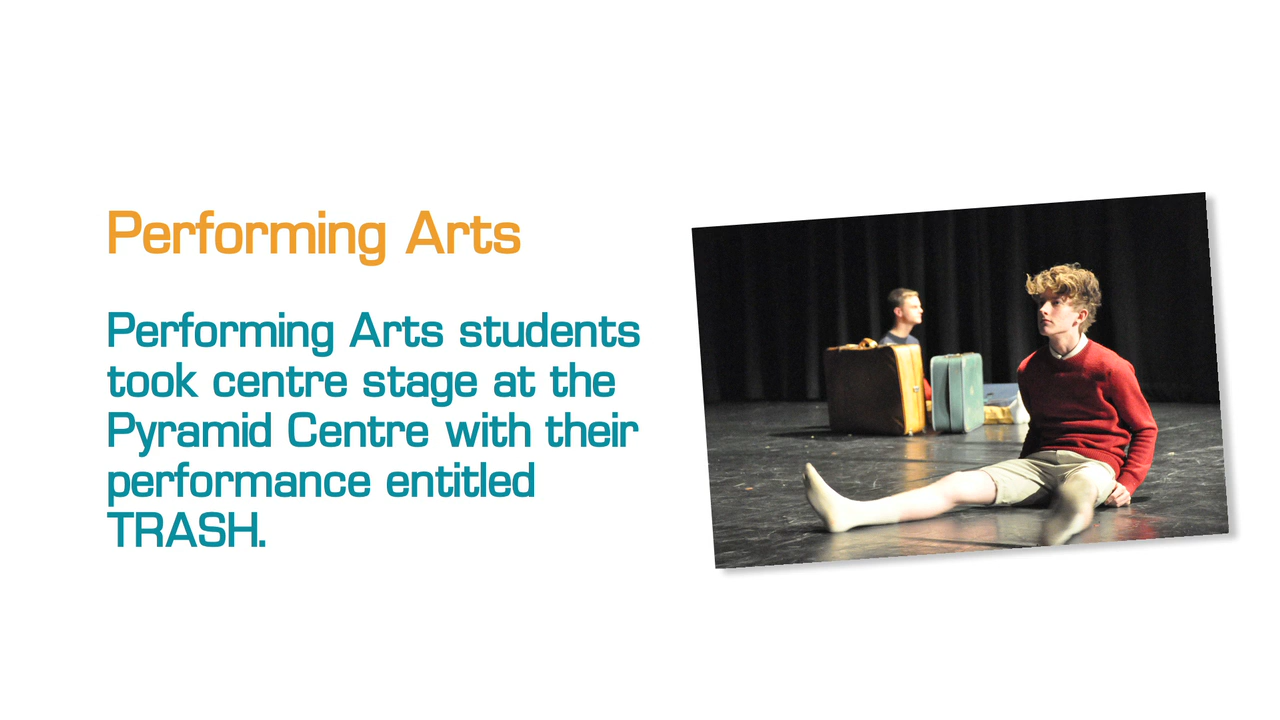 Performing Arts
Performing Arts students
took centre stage at the
Pyramid Centre with their
performance entitled
TRASH.